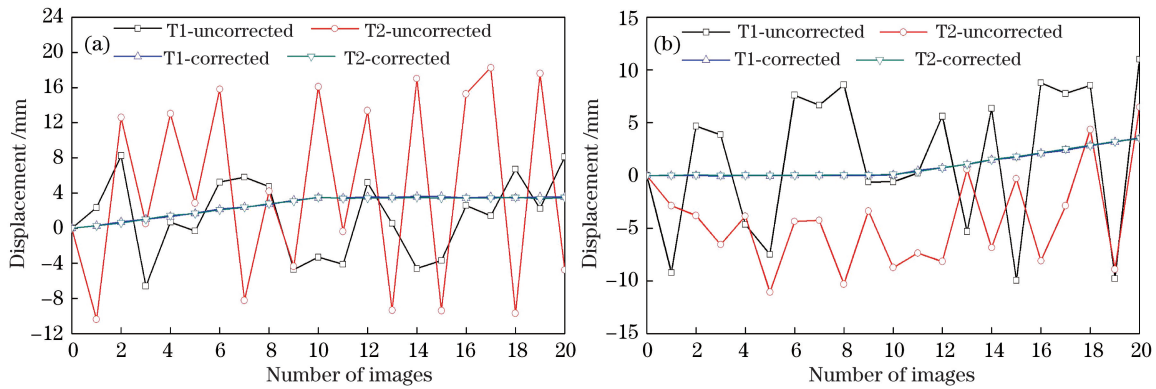 (a)
T1-uncorrected T2-uncorrected
T1-corrected T2-corrected
24
20
16
12
8
4
0
−4
−8
−12
Displacement /mm
0 2 4 6 8 10 12 14 16 18 20
Number of images
(b)
T1-uncorrected T2-uncorrected
T1-corrected T2-corrected
15
10
5
0
−5
−10
−15
Displacement /mm
0 2 4 6 8 10 12 14 16 18 20
Number of images